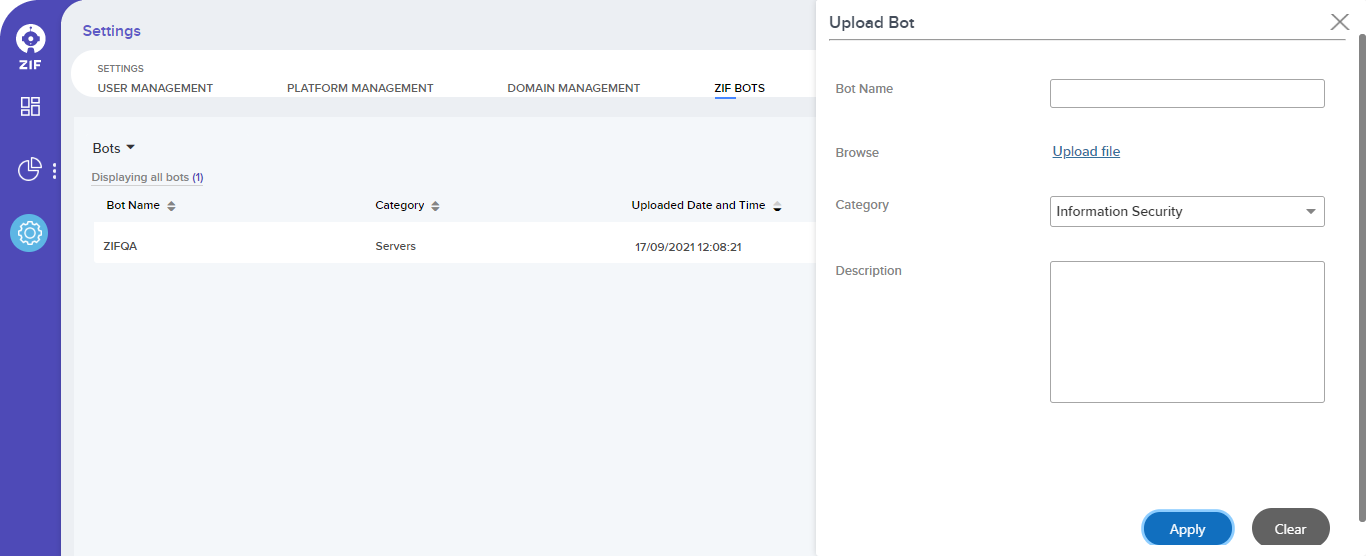 ZIF
Settings
SETTINGS
USER MANAGEMENT
PLATFORM MANAGEMENT
DOMAIN MANAGEMENT
ZIF BOTS
Bots
Displaying all bots (1)
Bot Name
Category
Uploaded Date and Time
ZIFQA
Servers
17/09/2021 12:08:21
Upload Bot
Bot Name
Browse
Upload file
Category
Information Security
Description
Apply
Clear